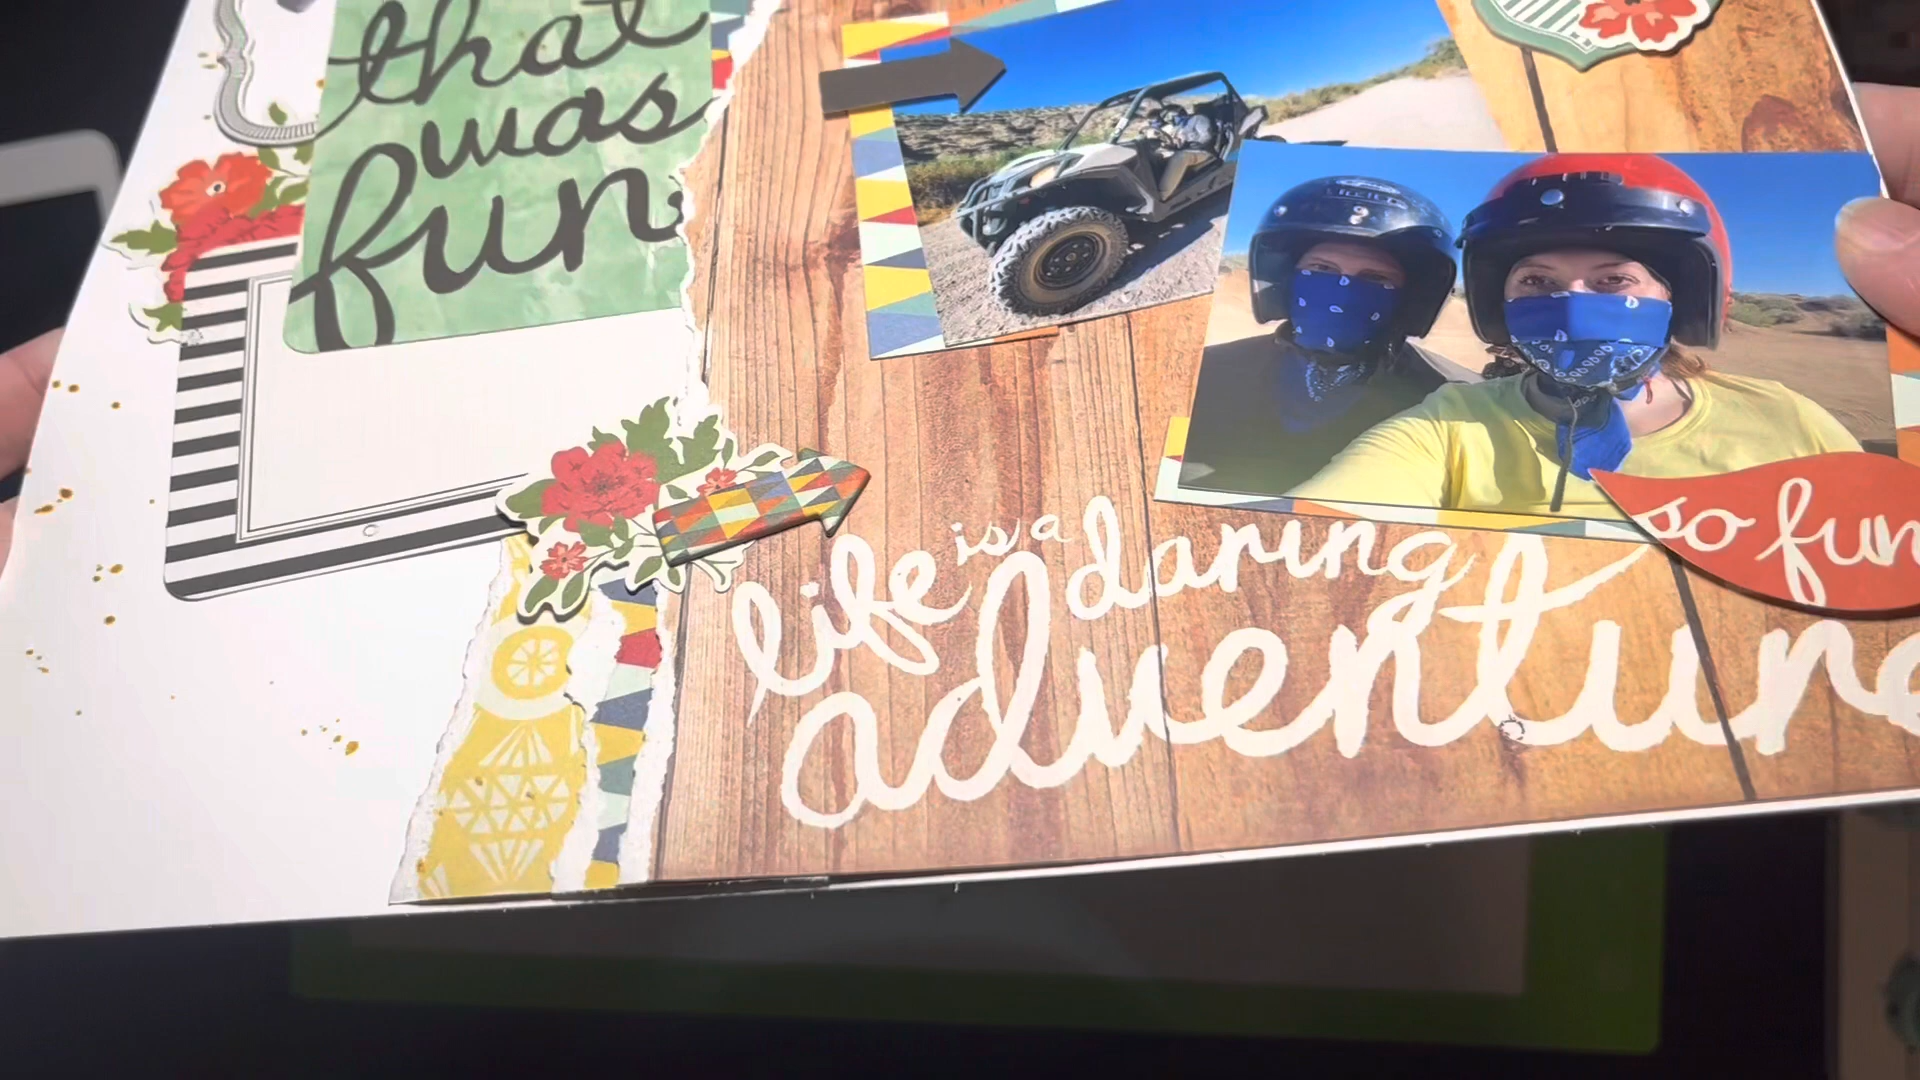 that
was
fun
life is a daring
adventure
so fun